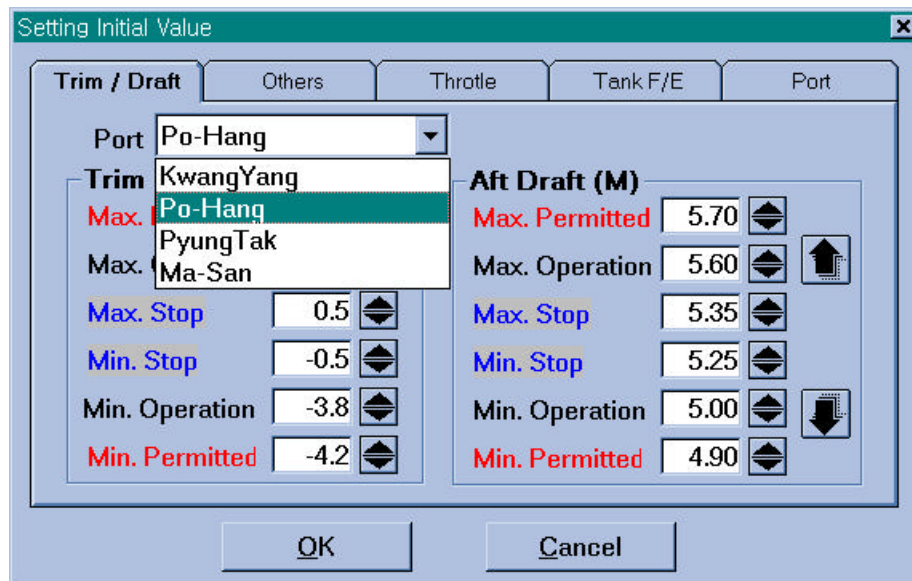 Setting Initial Value
Trim / Draft Others Throtle Tank F/E Port
Port Po-Hang
KwangYang
Po-Hang
PyungTak
Ma-San
Trim
Max.
Max.
Max. Stop 0.5
Min. Stop -0.5
Min. Operation -3.8
Min. Permitted -4.2
Aft Draft (M)
Max. Permitted 5.70
Max. Operation 5.60
Max. Stop 5.35
Min. Stop 5.25
Min. Operation 5.00
Min. Permitted 4.90
OK Cancel